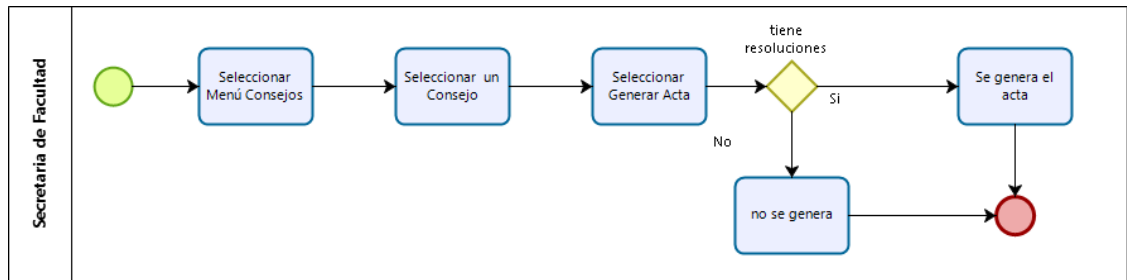 Secretaria de Facultad
Seleccionar
Menú Consejos
Seleccionar un
Consejo
Seleccionar
Generar Acta
tiene
resoluciones
Si
Se genera el
acta
No
no se genera